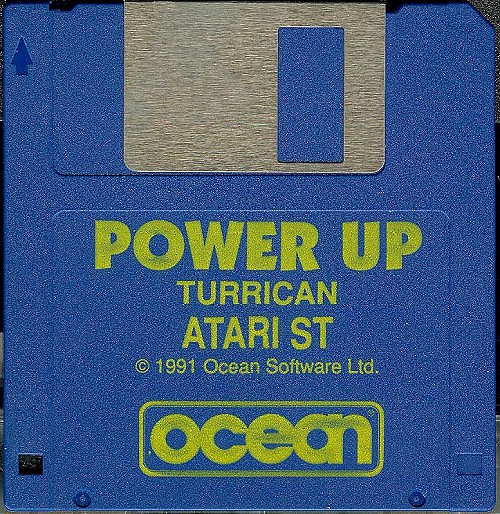 POWER UP
TURRICAN
ATARI ST
© 1991 Ocean Software Ltd.
ocean